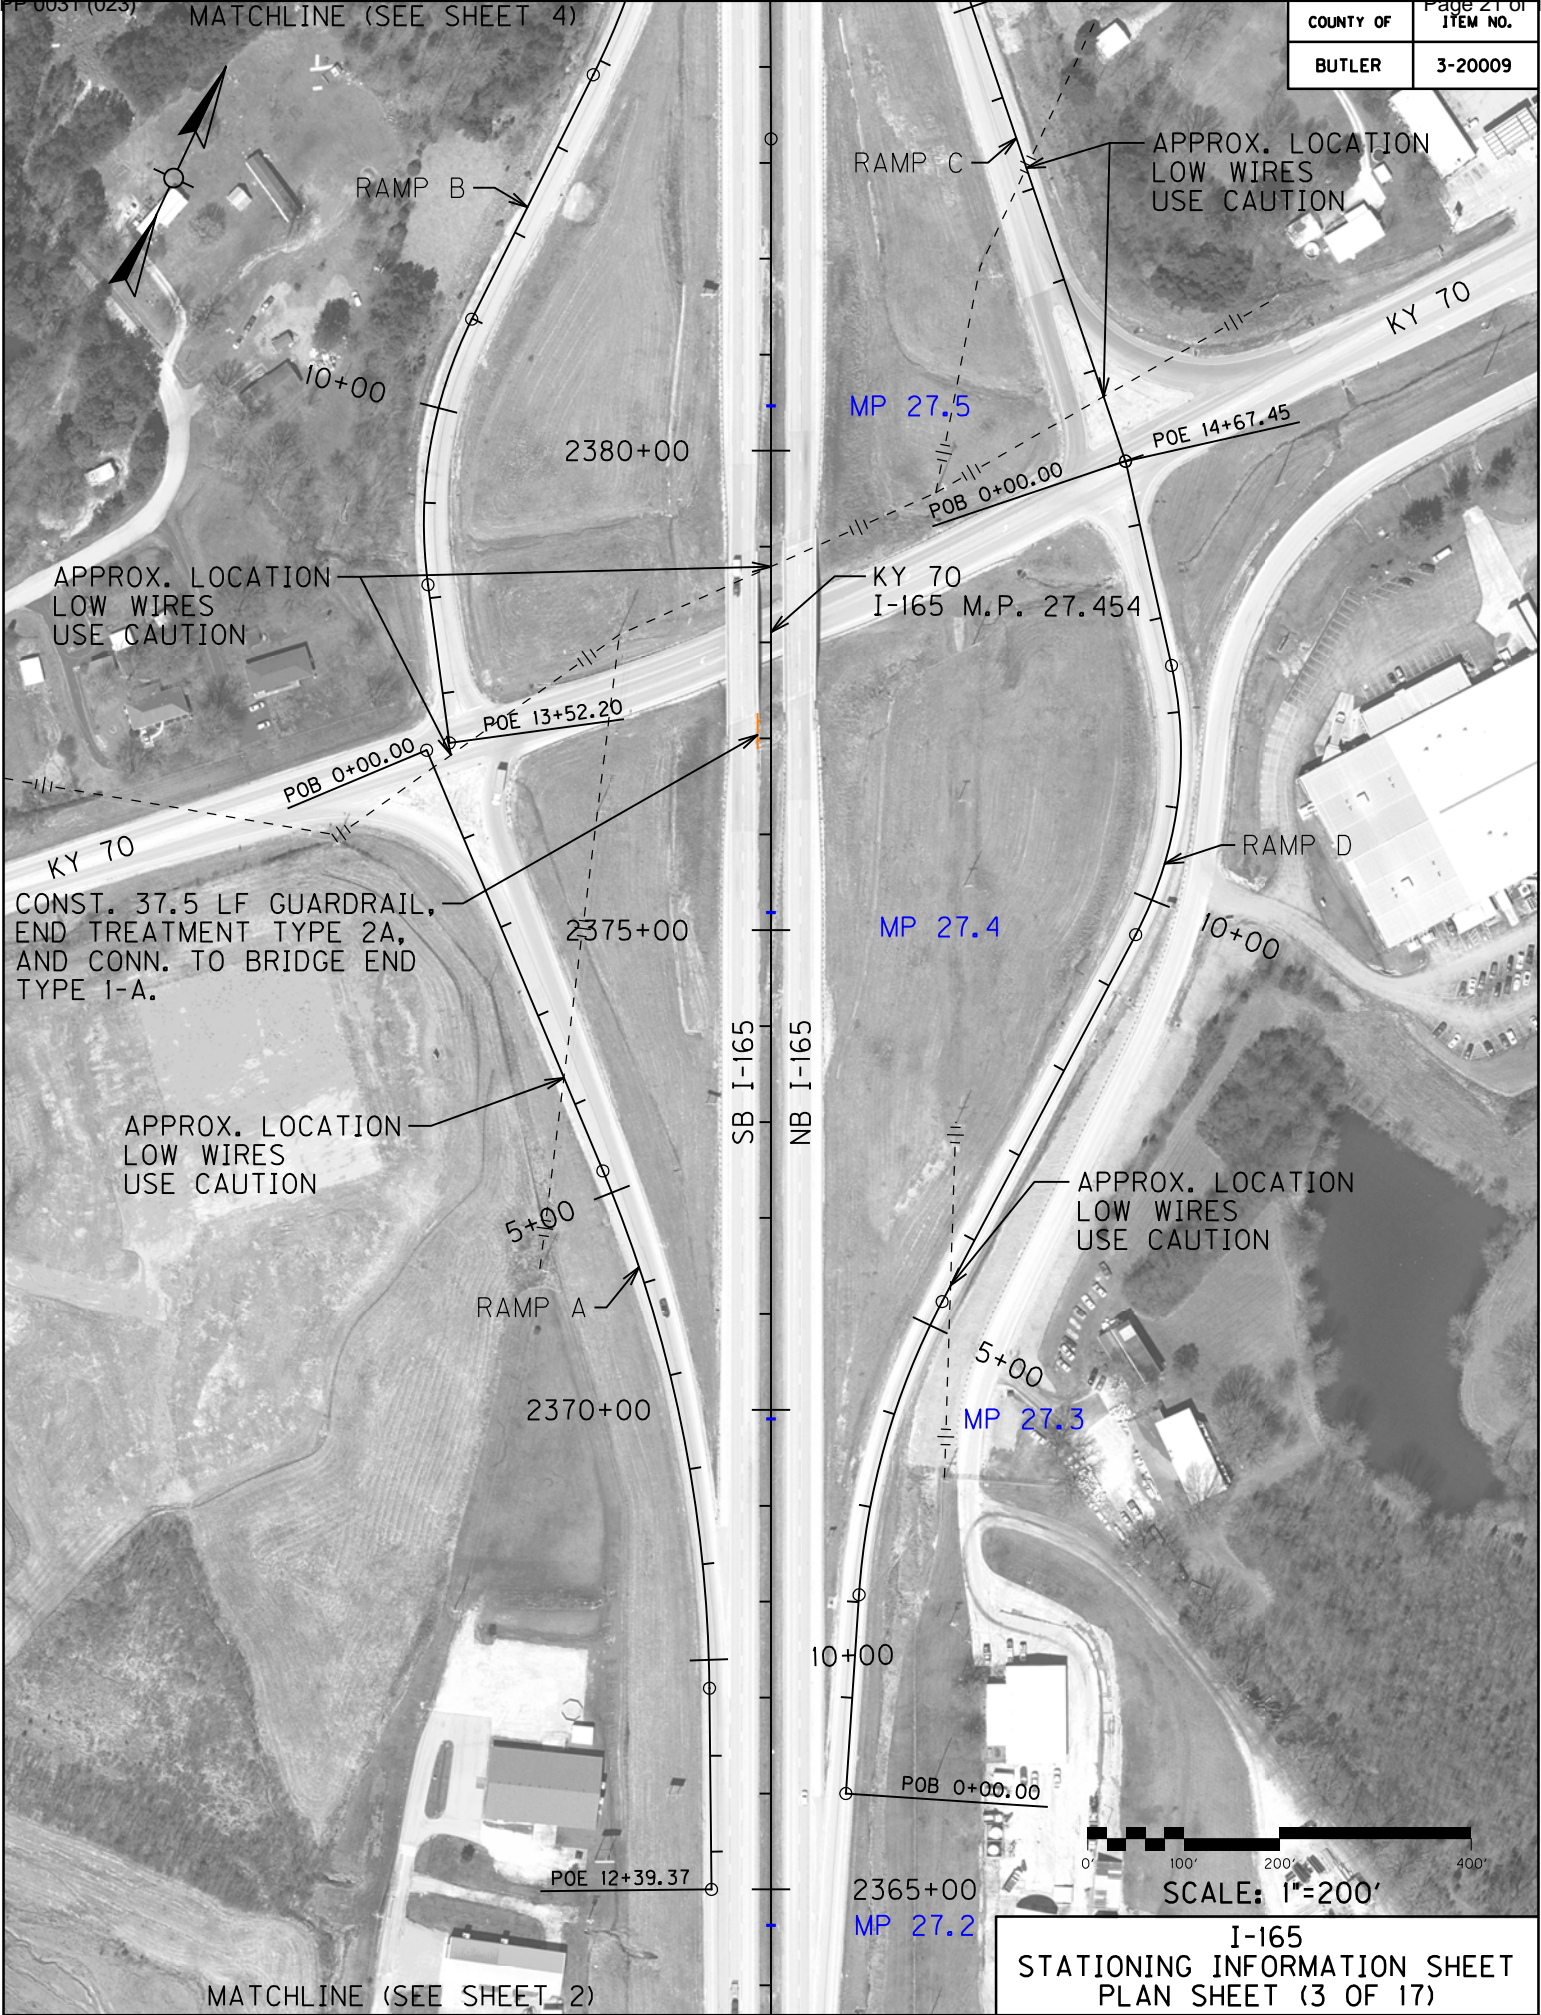 PP 0031 (023)
Page 21 of
MATCHLINE (SEE SHEET 4)
COUNTY OF
ITEM NO.
BUTLER
3-20009
RAMP B
RAMP C
APPROX. LOCATION
LOW WIRES
USE CAUTION
KY 70
10+00
MP 27.5
2380+00
POE 14+67.45
POB 0+00.00
APPROX. LOCATION
LOW WIRES
USE CAUTION
KY 70
I-165 M.P. 27.454
POE 13+52.20
POB 0+00.00
KY 70
RAMP D
CONST. 37.5 LF GUARDRAIL,
END TREATMENT TYPE 2A,
AND CONN. TO BRIDGE END
TYPE 1-A.
2375+00
MP 27.4
10+00
SB I-165
NB I-165
APPROX. LOCATION
LOW WIRES
USE CAUTION
APPROX. LOCATION
LOW WIRES
USE CAUTION
5+00
RAMP A
5+00
2370+00
MP 27.3
10+00
POB 0+00.00
POE 12+39.37
0'
100'
200'
400'
2365+00
SCALE: 1"=200'
MP 27.2
I-165
STATIONING INFORMATION SHEET
PLAN SHEET (3 OF 17)
MATCHLINE (SEE SHEET 2)